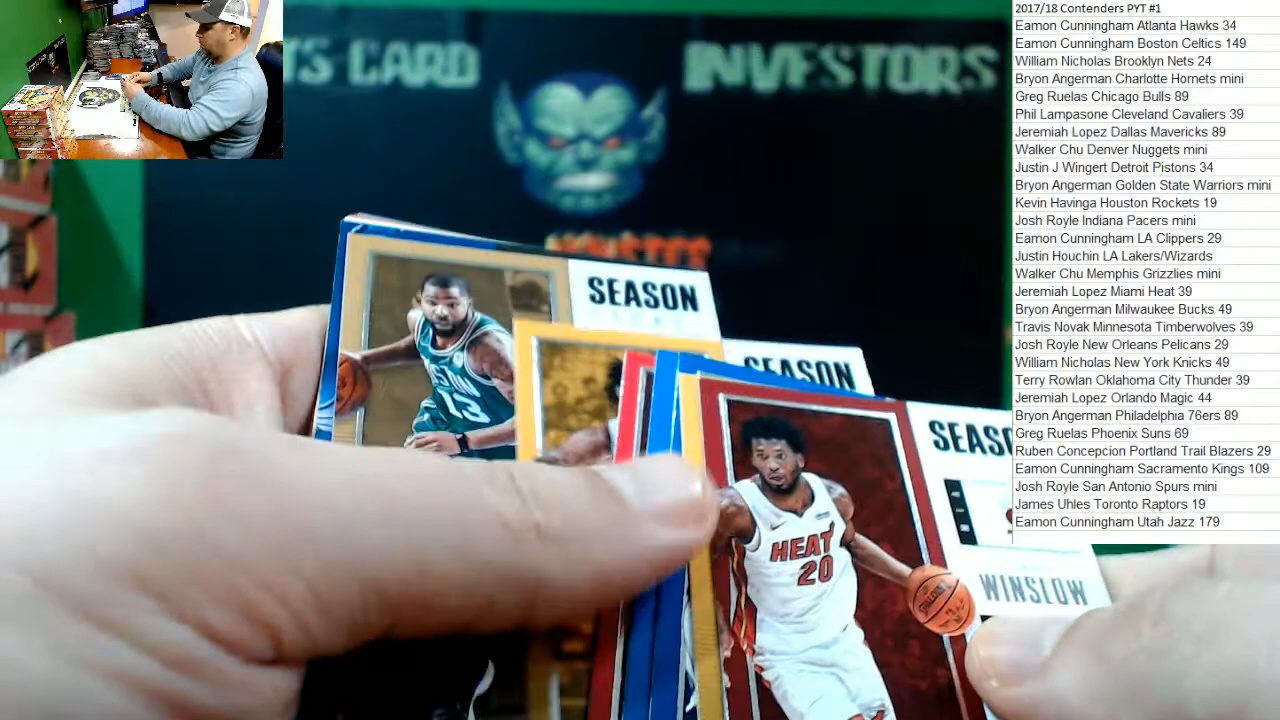 TS CARD INVESTORS
MONSTER
SEASON
SEASON
SEASO
WINSLOW
13
HEAT
20
SPALDING
2017/18 Contenders PYT #1
Eamon Cunningham Atlanta Hawks 34
Eamon Cunningham Boston Celtics 149
William Nicholas Brooklyn Nets 24
Bryon Angerman Charlotte Hornets mini
Greg Ruelas Chicago Bulls 89
Phil Lampasone Cleveland Cavaliers 39
Jeremiah Lopez Dallas Mavericks 89
Walker Chu Denver Nuggets mini
Justin J Wingert Detroit Pistons 34
Bryon Angerman Golden State Warriors mini
Kevin Havinga Houston Rockets 19
Josh Royle Indiana Pacers mini
Eamon Cunningham LA Clippers 29
Justin Houchin LA Lakers/Wizards
Walker Chu Memphis Grizzlies mini
Jeremiah Lopez Miami Heat 39
Bryon Angerman Milwaukee Bucks 49
Travis Novak Minnesota Timberwolves 39
Josh Royle New Orleans Pelicans 29
William Nicholas New York Knicks 49
Terry Rowlan Oklahoma City Thunder 39
Jeremiah Lopez Orlando Magic 44
Bryon Angerman Philadelphia 76ers 89
Greg Ruelas Phoenix Suns 69
Ruben Concepcion Portland Trail Blazers 29
Eamon Cunningham Sacramento Kings 109
Josh Royle San Antonio Spurs mini
James Uhles Toronto Raptors 19
Eamon Cunningham Utah Jazz 179